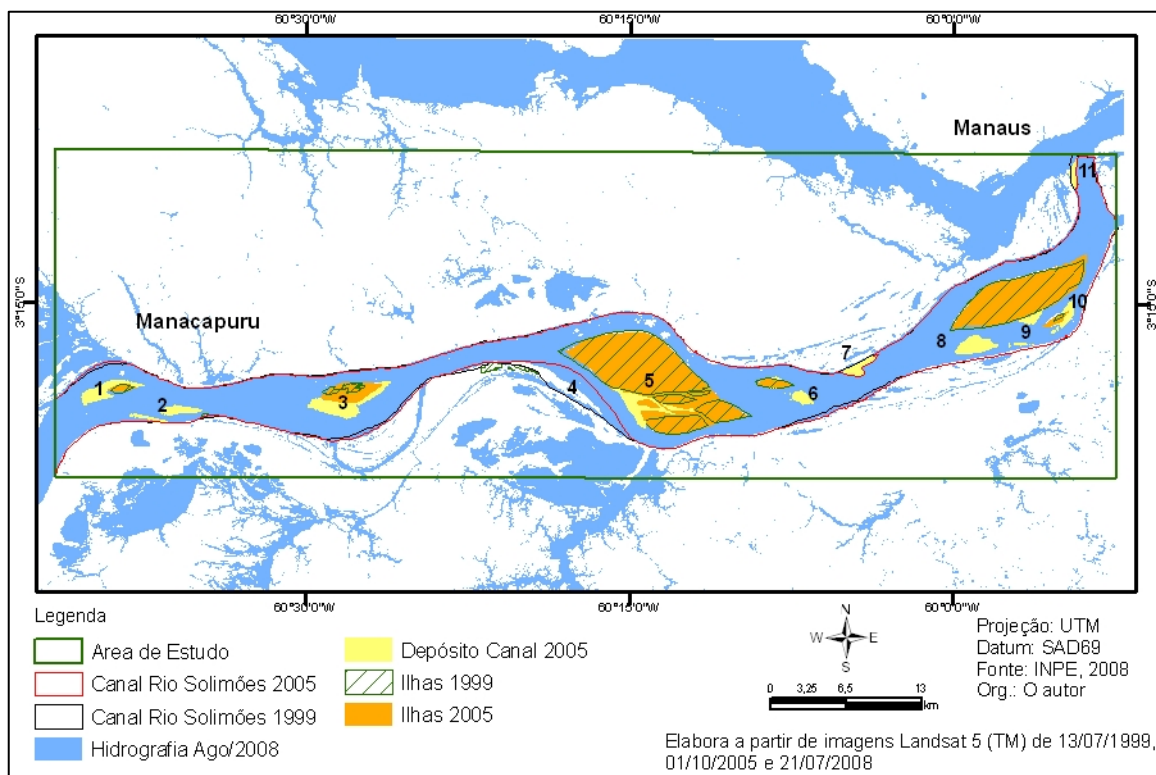 60°30'0"W 60°15'0"W 60°0'0"W
Manaus
11
3°15'0"S 3°15'0"S
Manacapuru
10
9
8
7
1
2
3
4
5
6
60°30'0"W 60°15'0"W 60°0'0"W
Legenda
Area de Estudo
Canal Rio Solimões 2005
Canal Rio Solimões 1999
Hidrografia Ago/2008
Depósito Canal 2005
Ilhas 1999
Ilhas 2005
N
W E
S
0 3,25 6,5 13
km
Projeção: UTM
Datum: SAD69
Fonte: INPE, 2008
Org.: O autor
Elabora a partir de imagens Landsat 5 (TM) de 13/07/1999,
01/10/2005 e 21/07/2008